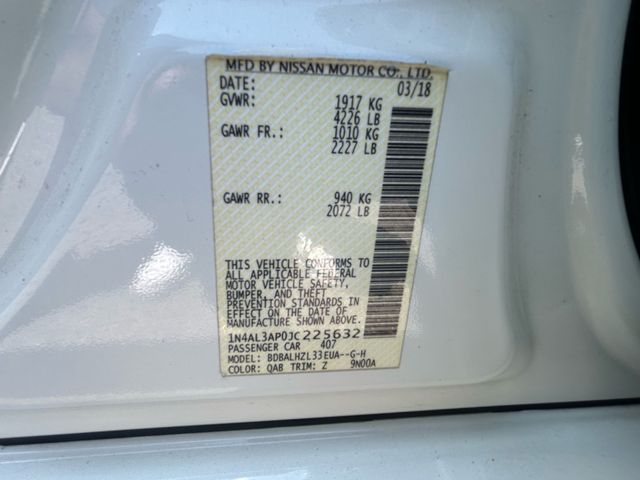 MFD BY NISSAN MOTOR CO., LTD.
DATE: 03/18
GVWR: 1917 KG
4226 LB
GAWR FR.: 1010 KG
2227 LB
GAWR RR.: 940 KG
2072 LB
THIS VEHICLE CONFORMS TO
ALL APPLICABLE FEDERAL
MOTOR VEHICLE SAFETY,
BUMPER, AND THEFT
PREVENTION STANDARDS IN
EFFECT ON THE DATE OF
MANUFACTURE SHOWN ABOVE.
1N4AL3AP0JC225632
PASSENGER CAR 407
MODEL: BDBALHZL33EUA--G-H
COLOR: QAB TRIM: Z 9N00A